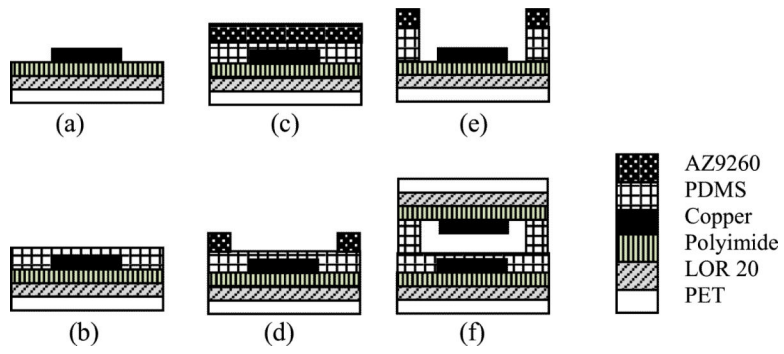 (a)
(c)
(e)
(b)
(d)
(f)
AZ9260
PDMS
Copper
Polyimide
LOR 20
PET